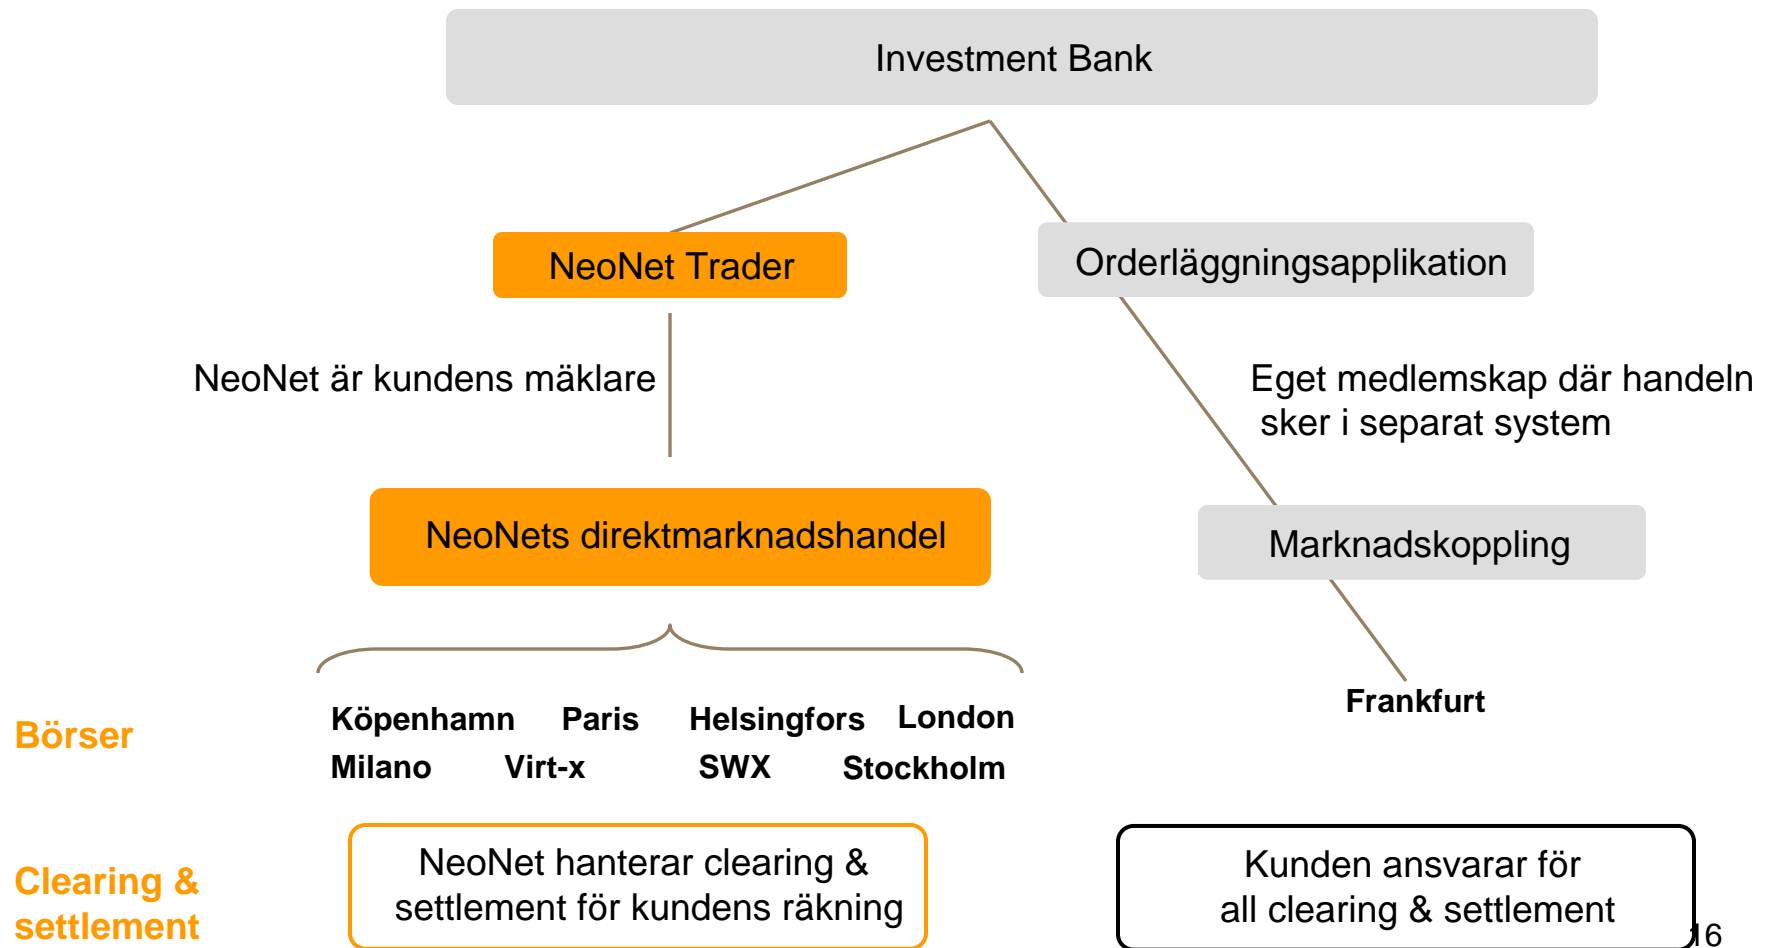 Investment Bank
NeoNet Trader
Orderläggningsapplikation
NeoNet är kundens mäklare
Eget medlemskap där handeln
sker i separat system
NeoNets direktmarknadshandel
Marknadskoppling
Börser
Köpenhamn Paris Helsingfors London
Milano Virt-x SWX Stockholm
Frankfurt
Clearing &
settlement
NeoNet hanterar clearing &
settlement för kundens räkning
Kunden ansvarar för
all clearing & settlement
16